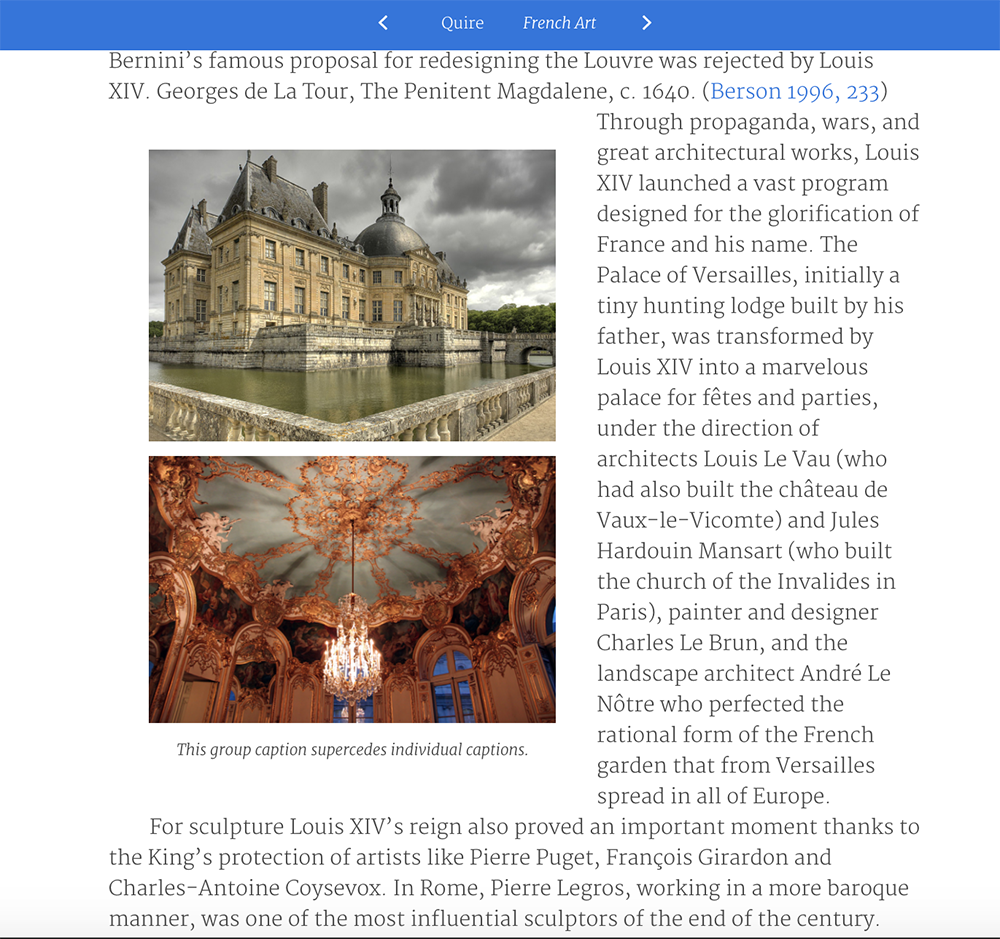 Quire French Art
Bernini’s famous proposal for redesigning the Louvre was rejected by Louis
XIV. Georges de La Tour, The Penitent Magdalene, c. 1640. (Berson 1996, 233)
Through propaganda, wars, and
great architectural works, Louis
XIV launched a vast program
designed for the glorification of
France and his name. The
Palace of Versailles, initially a
tiny hunting lodge built by his
father, was transformed by
Louis XIV into a marvelous
palace for fêtes and parties,
under the direction of
architects Louis Le Vau (who
had also built the château de
Vaux-le-Vicomte) and Jules
Hardouin Mansart (who built
the church of the Invalides in
Paris), painter and designer
Charles Le Brun, and the
landscape architect André Le
Nôtre who perfected the
rational form of the French
garden that from Versailles
spread in all of Europe.
This group caption supercedes individual captions.
For sculpture Louis XIV’s reign also proved an important moment thanks to
the King’s protection of artists like Pierre Puget, François Girardon and
Charles-Antoine Coysevox. In Rome, Pierre Legros, working in a more baroque
manner, was one of the most influential sculptors of the end of the century.